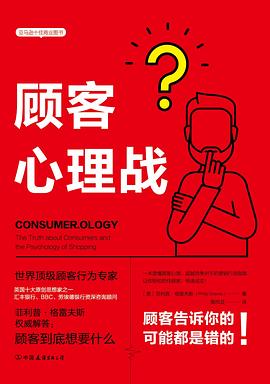 亚马逊十佳商业图书
顾客
心理战
CONSUMER.OLOGY
The Truth about Consumers and
the Psychology of Shopping
世界顶级顾客行为专家
英国十大原创思想家之一
汇丰银行、BBC、劳埃德银行资深咨询顾问
菲利普·格雷夫斯
权威解答:
顾客到底想要什么
顾客告诉你的
可能都是错的!